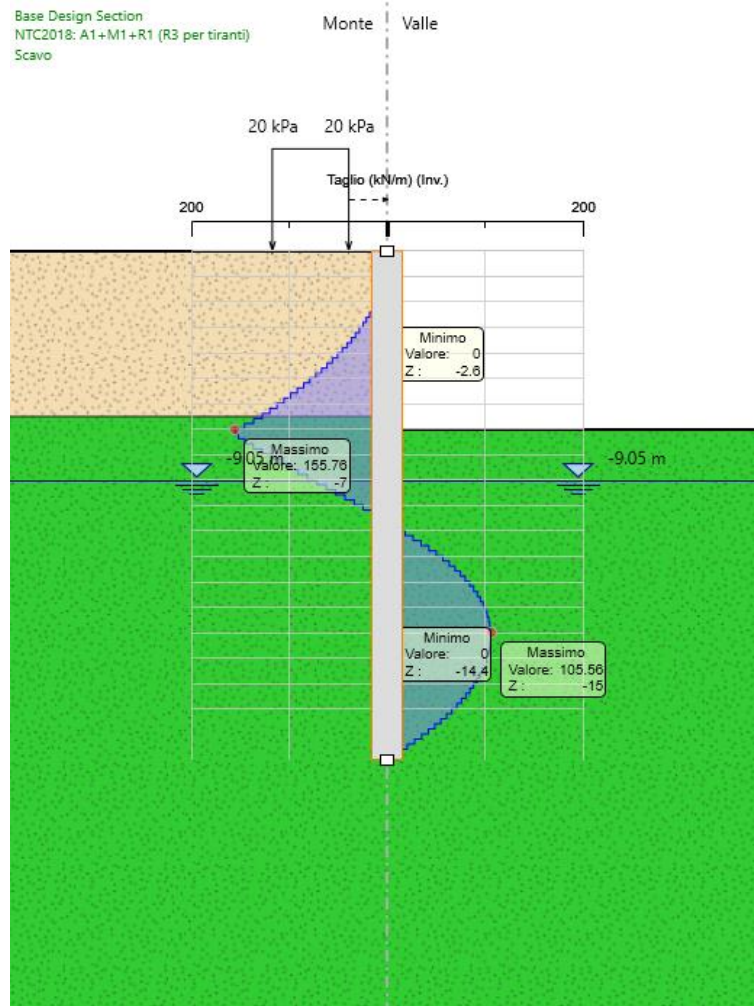 Base Design Section
NTC2018: A1+M1+R1 (R3 per tiranti)
Scavo
Monte
Valle
20 kPa
20 kPa
Taglio (kN/m) (Inv.)
200
200
Minimo
Valore: 0
Z : -2.6
-9.05 m
Massimo
Valore: 155.76
Z : -7
-9.05 m
Minimo
Valore: 0
Z : -14.4
Massimo
Valore: 105.56
Z : -15